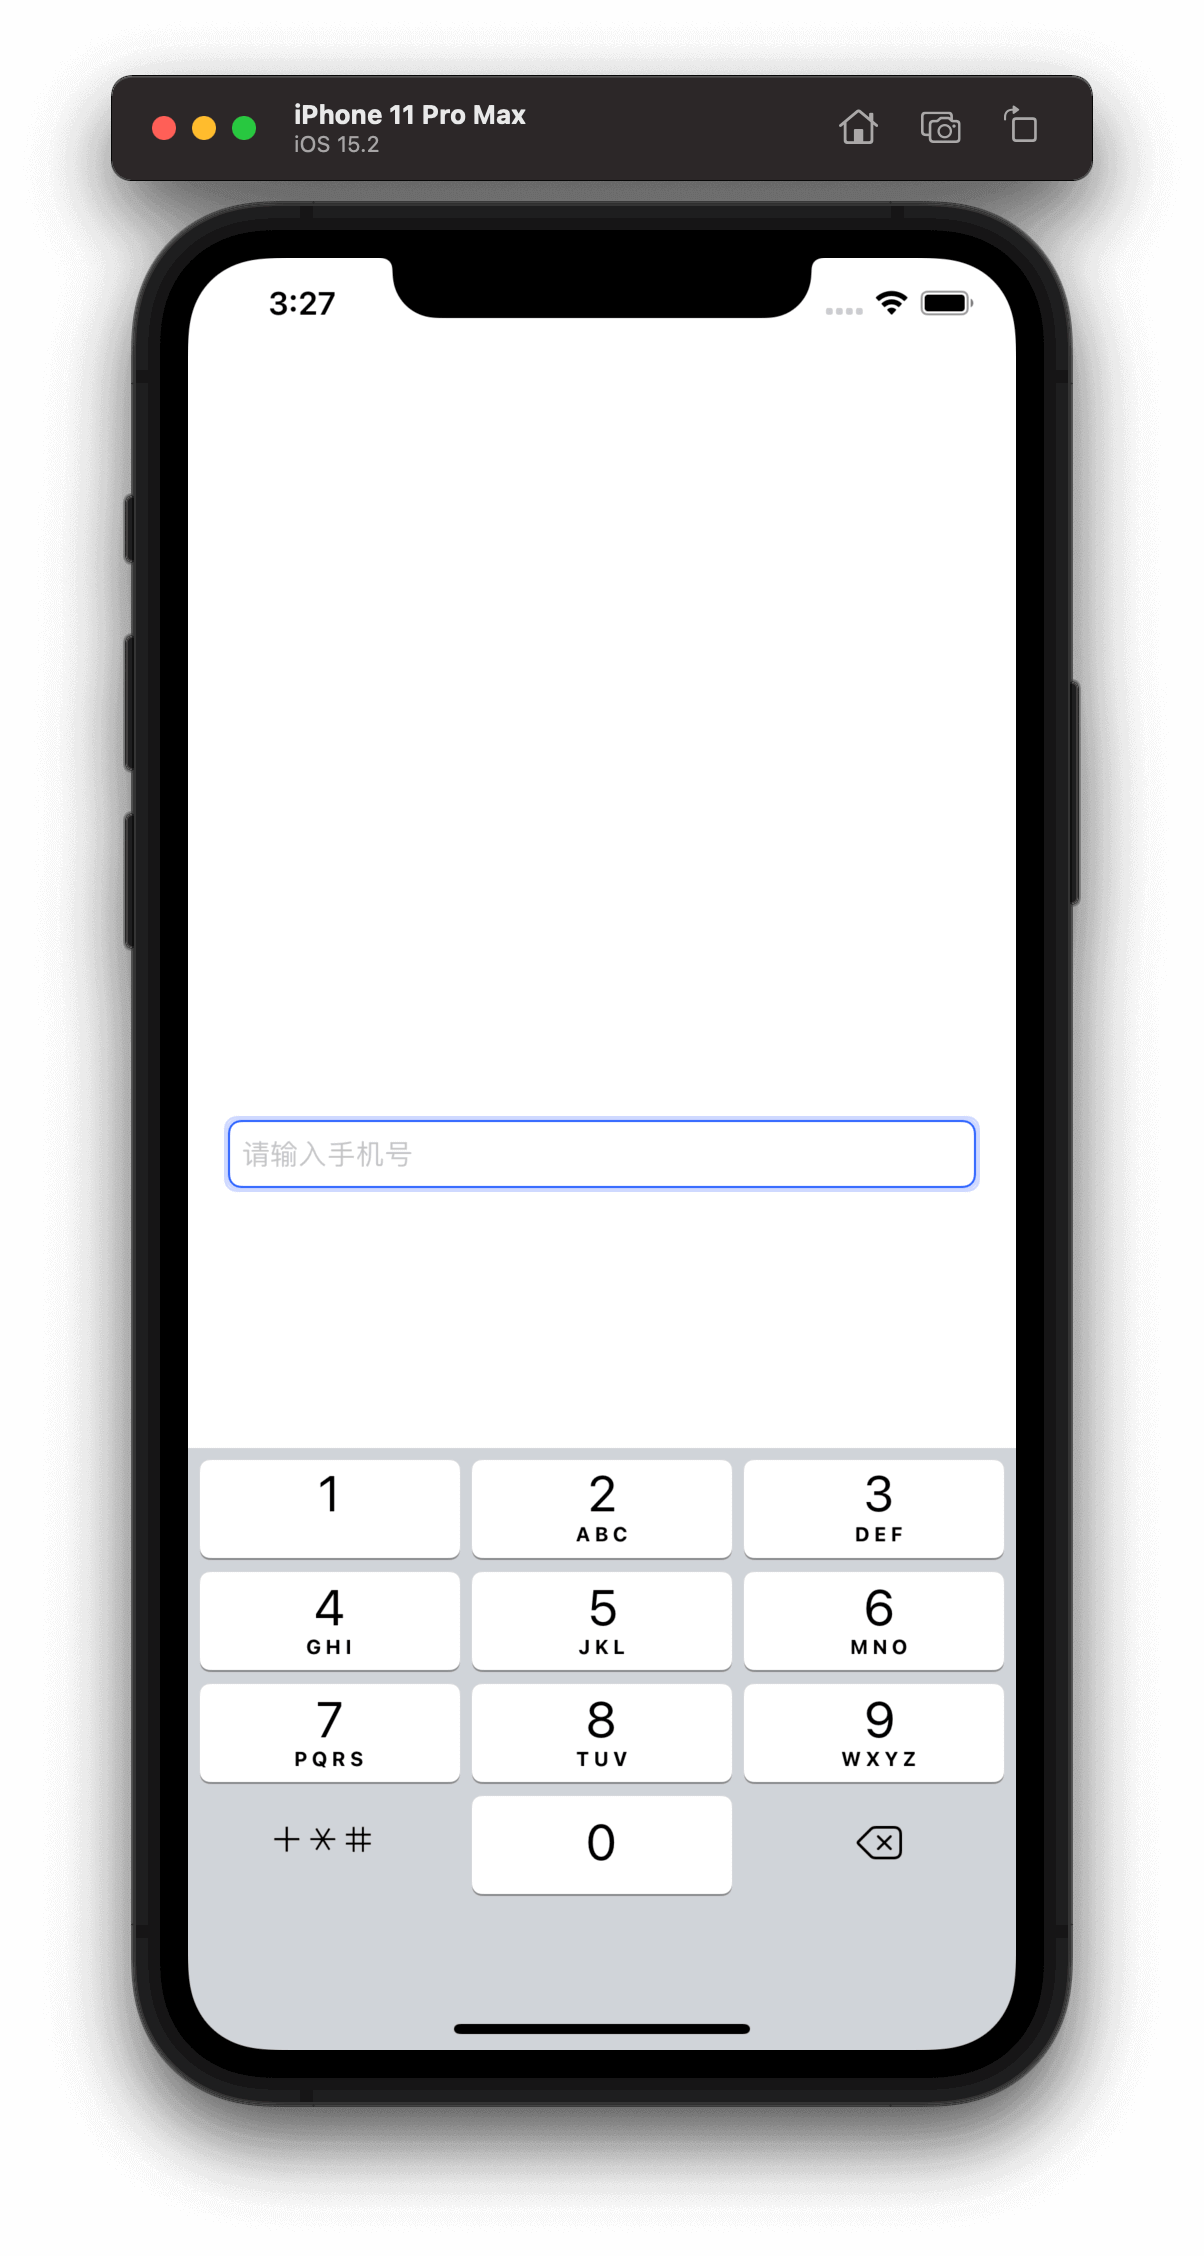 iPhone 11 Pro Max
iOS 15.2
3:27
请输入手机号
1
2
3
ABC
DEF
4
5
6
GHI
JKL
MNO
7
8
9
PQRS
TUV
WXYZ
+*#
0